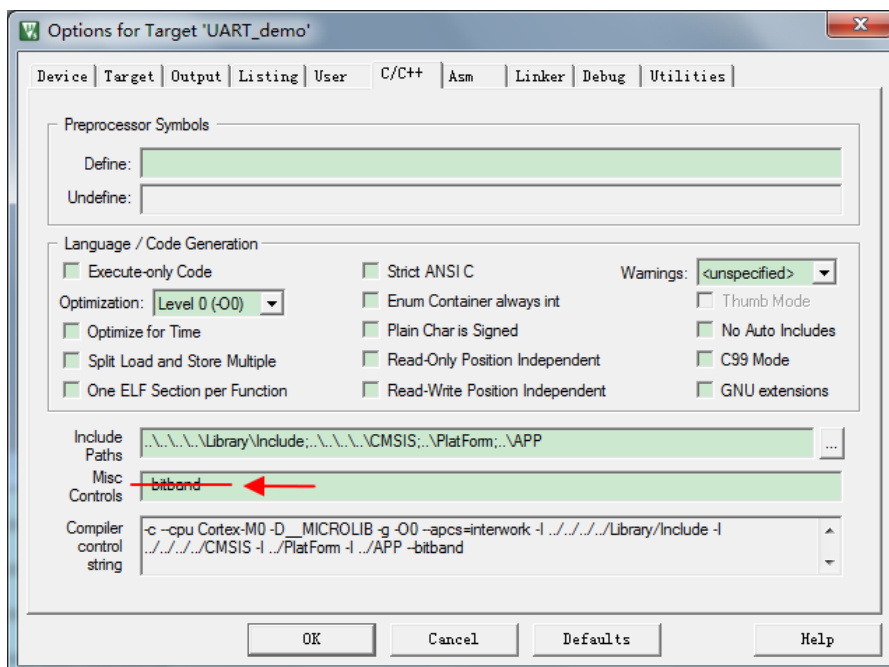 Options for Target 'UART_demo'
Device Target Output Listing User C/C++ Asm Linker Debug Utilities
Preprocessor Symbols
Define:
Undefine:
Language / Code Generation
Execute-only Code Strict ANSI C Warnings: <unspecified>
Optimization: Level 0 (-O0) Enum Container always int Thumb Mode
Optimize for Time Plain Char is Signed No Auto Includes
Split Load and Store Multiple Read-Only Position Independent C99 Mode
One ELF Section per Function Read-Write Position Independent GNU extensions
Include Paths ..\..\..\..\Library\Include;..\..\..\..\CMSIS;..\PlatForm;..\APP ...
Misc Controls --bitband
Compiler control string -c --cpu Cortex-M0 -D__MICROLIB -g -O0 --apcs=interwork -I ../../../../Library/Include -I
../../../../CMSIS -I ../PlatForm -I ../APP --bitband
OK Cancel Defaults Help